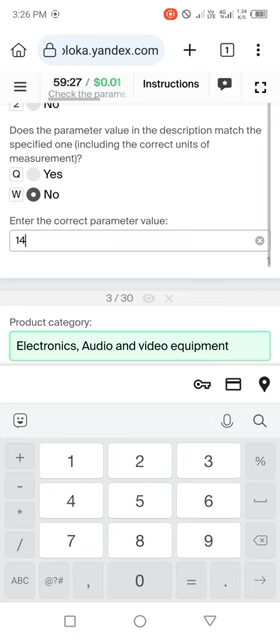 3:26 PM
83
oloka.yandex.com
1
59:27 / $0.01
Check the parame
Instructions
2 No
Does the parameter value in the description match the
specified one (including the correct units of
measurement)?
Q Yes
W No
Enter the correct parameter value:
14
3 / 30
Product category:
Electronics, Audio and video equipment
+ 1 2 3 %
- 4 5 6
*
/ 7 8 9
ABC @?# , 0 = .